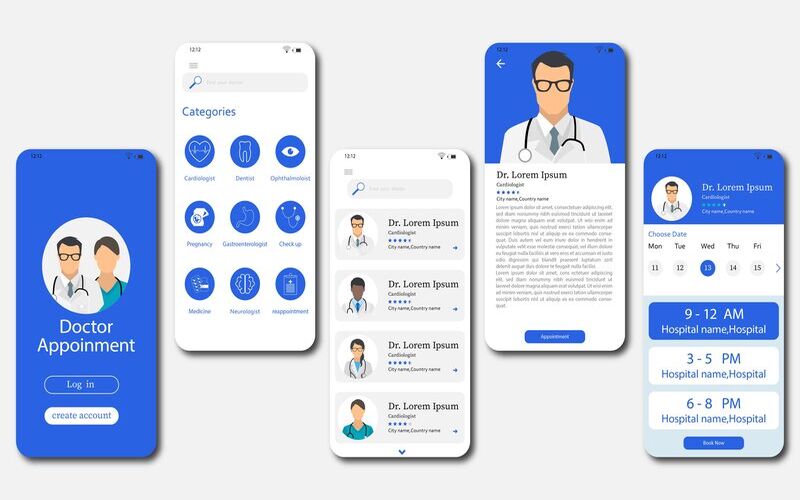 12:12
Doctor
Appoinment
Log in
create account
12:12
Find your doctor
Categories
Cardiologist
Dentist
Ophthalmoloist
Pregnancy
Gastroenterologist
Check up
Medicine
Neurologist
reappointment
12:12
Find your doctor
Dr. Lorem Ipsum
Cardiologist
City name,Country name
Dr. Lorem Ipsum
Cardiologist
City name,Country name
Dr. Lorem Ipsum
Cardiologist
City name,Country name
Dr. Lorem Ipsum
Cardiologist
City name,Country name
12:12
Dr. Lorem Ipsum
Cardiologist
City name,Country name
Appointment
12:12
Dr. Lorem Ipsum
Cardiologist
City name,Country name
Choose Date
Mon Tue Wed Thu Fri
11 12 13 14 15
9 - 12 AM
Hospital name,Hospital
3 - 5 PM
Hospital name,Hospital
6 - 8 PM
Hospital name,Hospital
Book Now